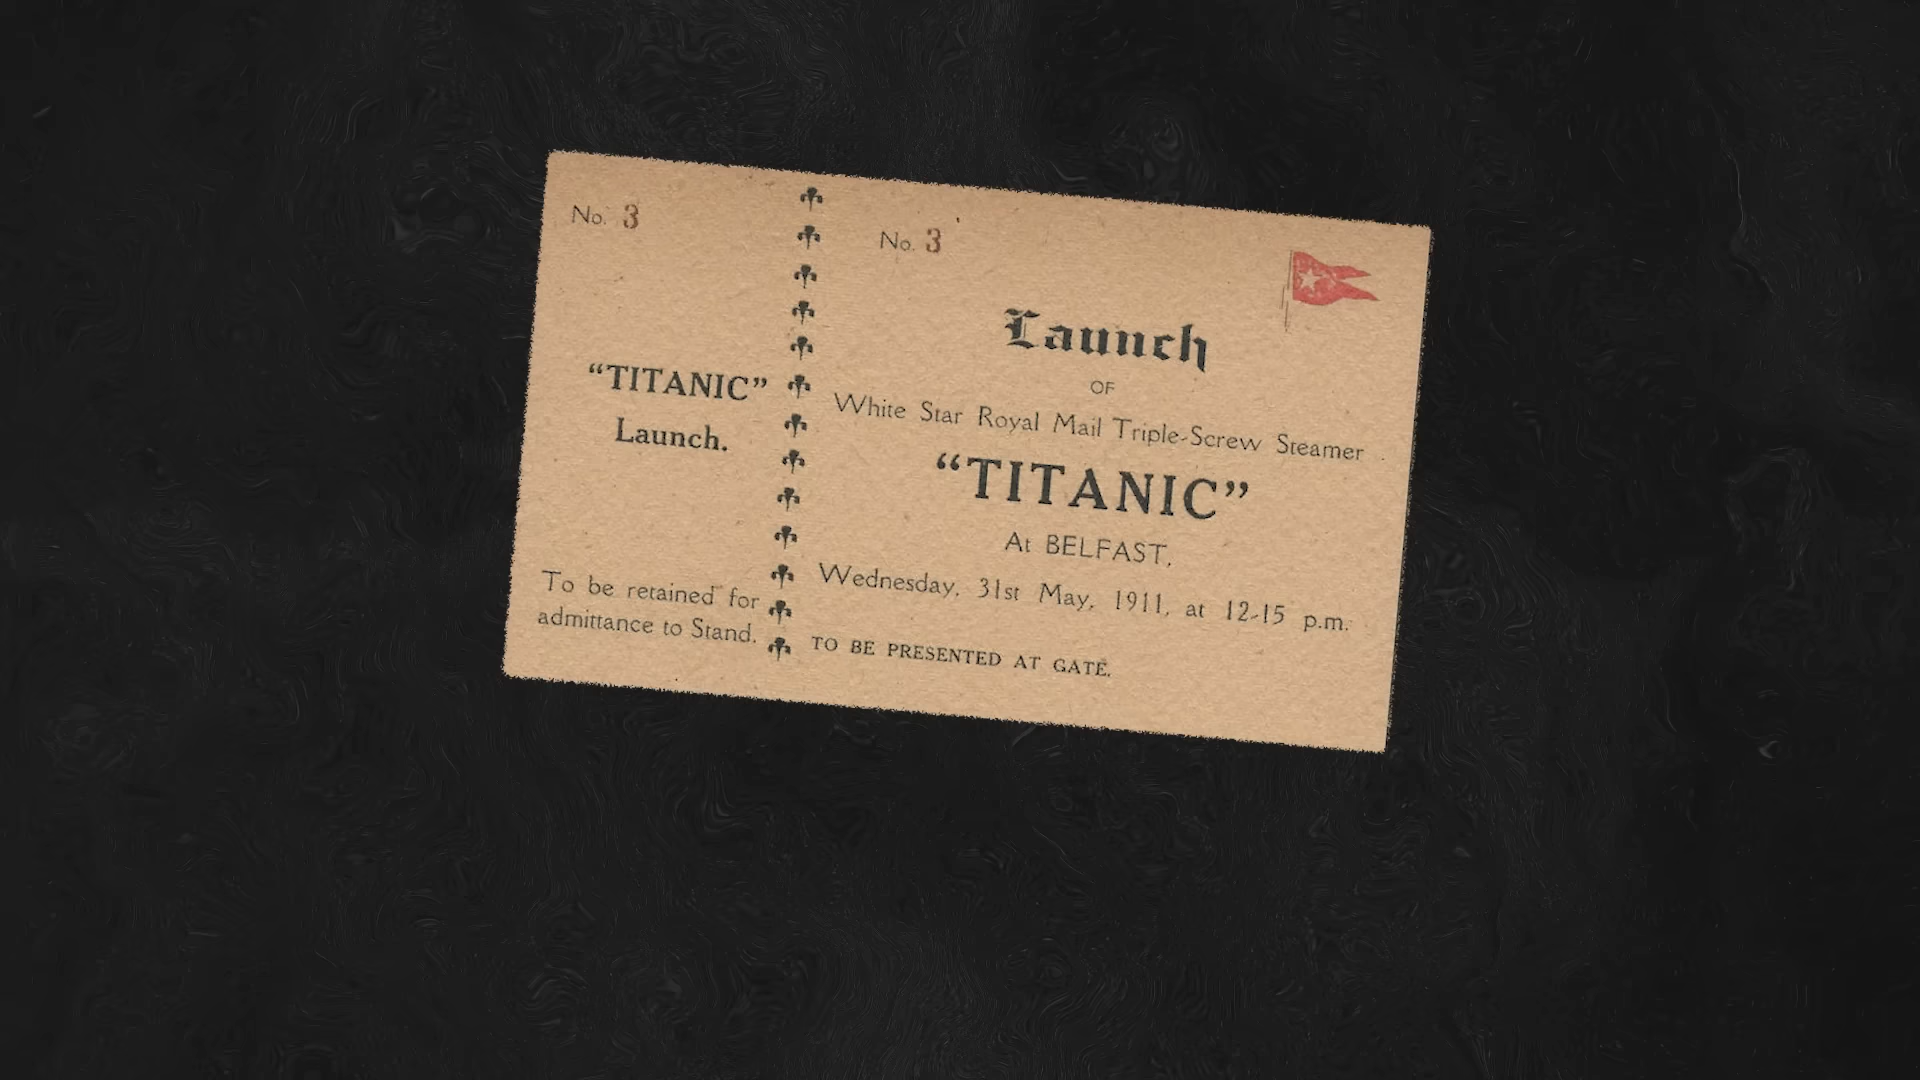 No. 3
"TITANIC"
Launch.
To be retained for
admittance to Stand.
No. 3
Launch
OF
White Star Royal Mail Triple-Screw Steamer
"TITANIC"
At BELFAST,
Wednesday, 31st May, 1911, at 12-15 p.m.
TO BE PRESENTED AT GATE.